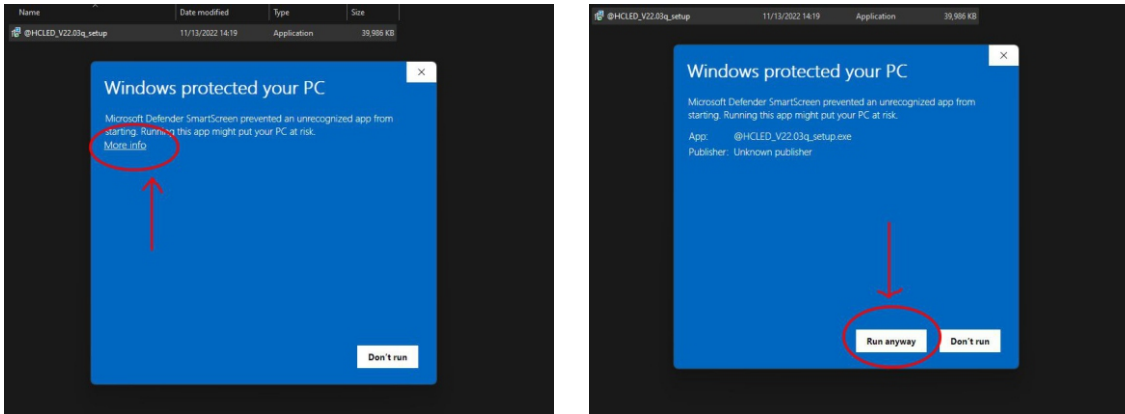 Name Date modified Type Size
@HCLED_V22.03q_setup 11/13/2022 14:19 Application 39,986 KB
Windows protected your PC
Microsoft Defender SmartScreen prevented an unrecognized app from
starting. Running this app might put your PC at risk.
More info
Don't run
@HCLED_V22.03q_setup 11/13/2022 14:19 Application 39,986 KB
Windows protected your PC
Microsoft Defender SmartScreen prevented an unrecognized app from
starting. Running this app might put your PC at risk.
App: @HCLED_V22.03q_setup.exe
Publisher: Unknown publisher
Run anyway Don't run